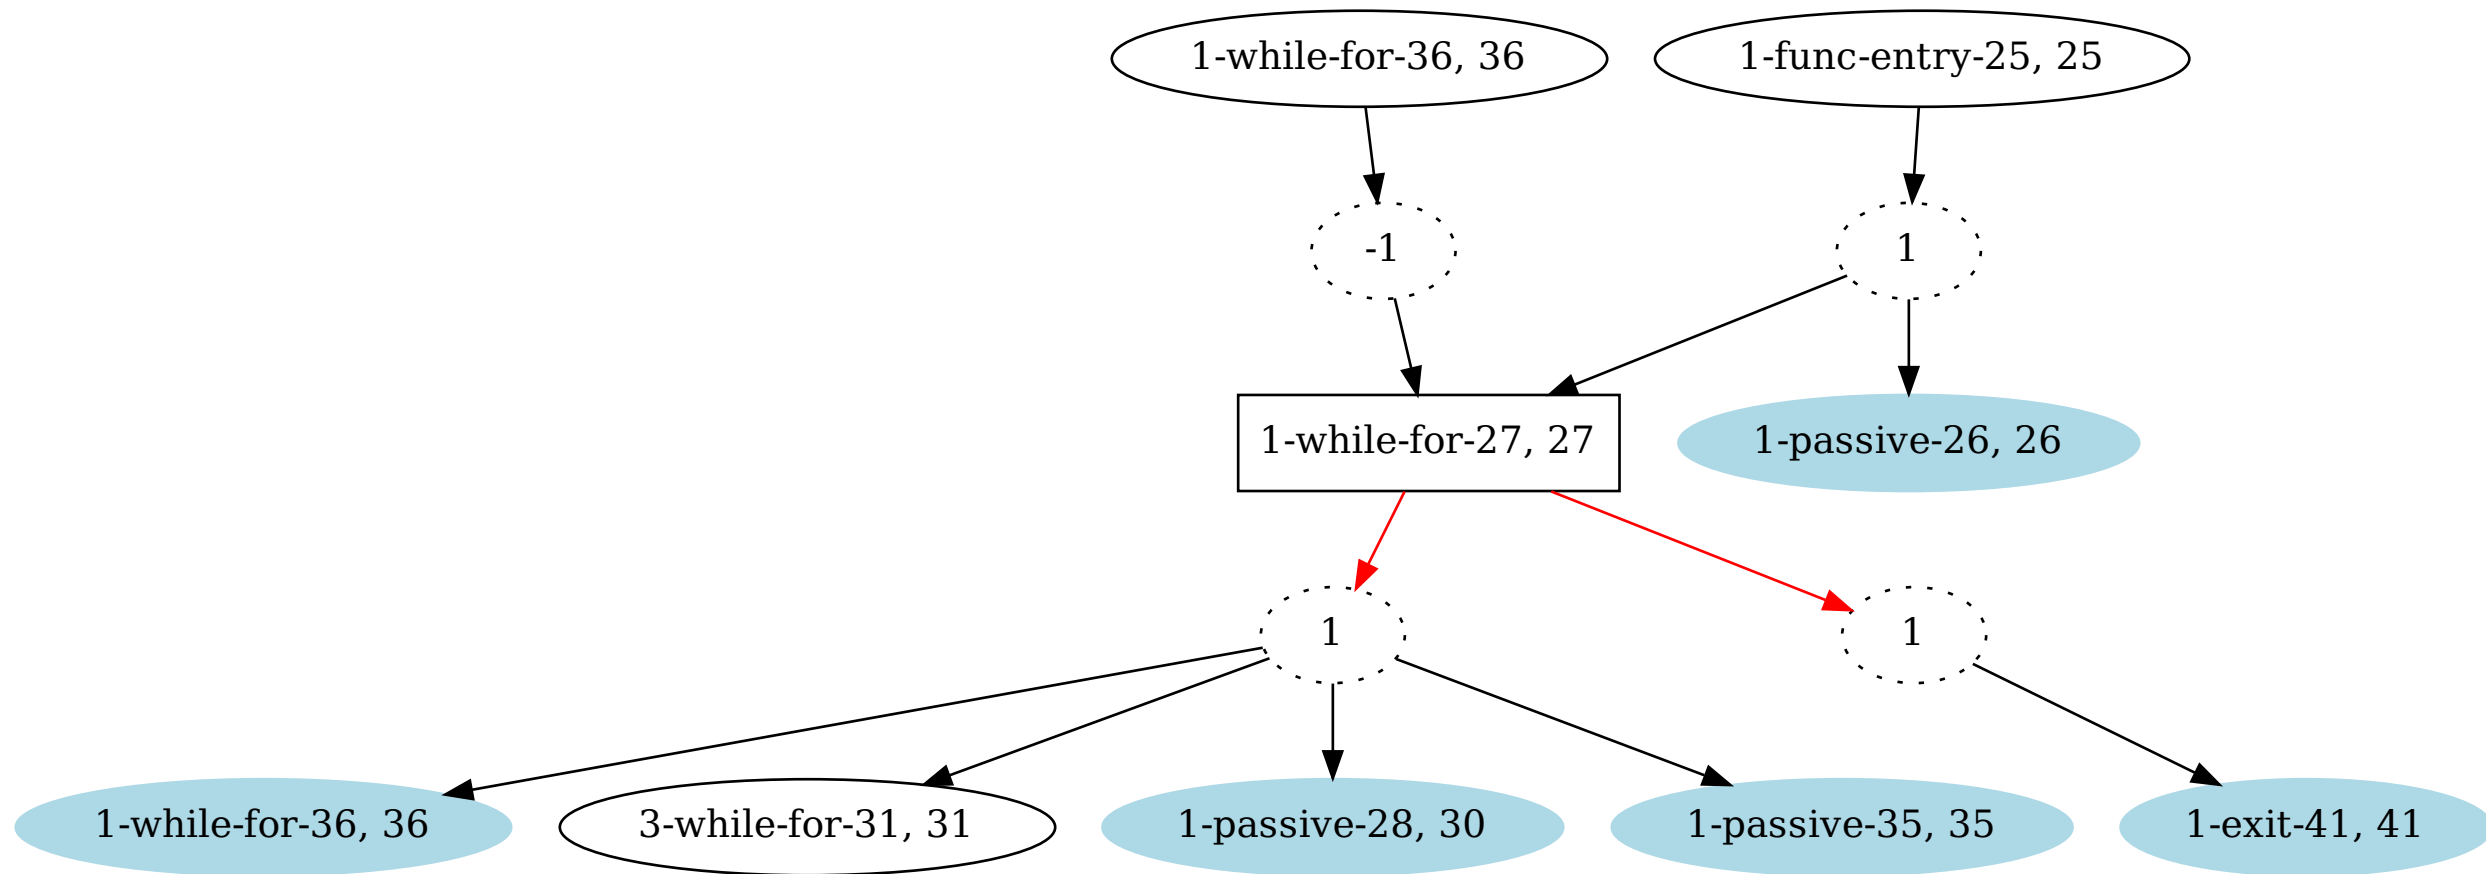 1-while-for-36, 36
1-func-entry-25, 25
-1
1
1-while-for-27, 27
1-passive-26, 26
1
1
1-while-for-36, 36
3-while-for-31, 31
1-passive-28, 30
1-passive-35, 35
1-exit-41, 41